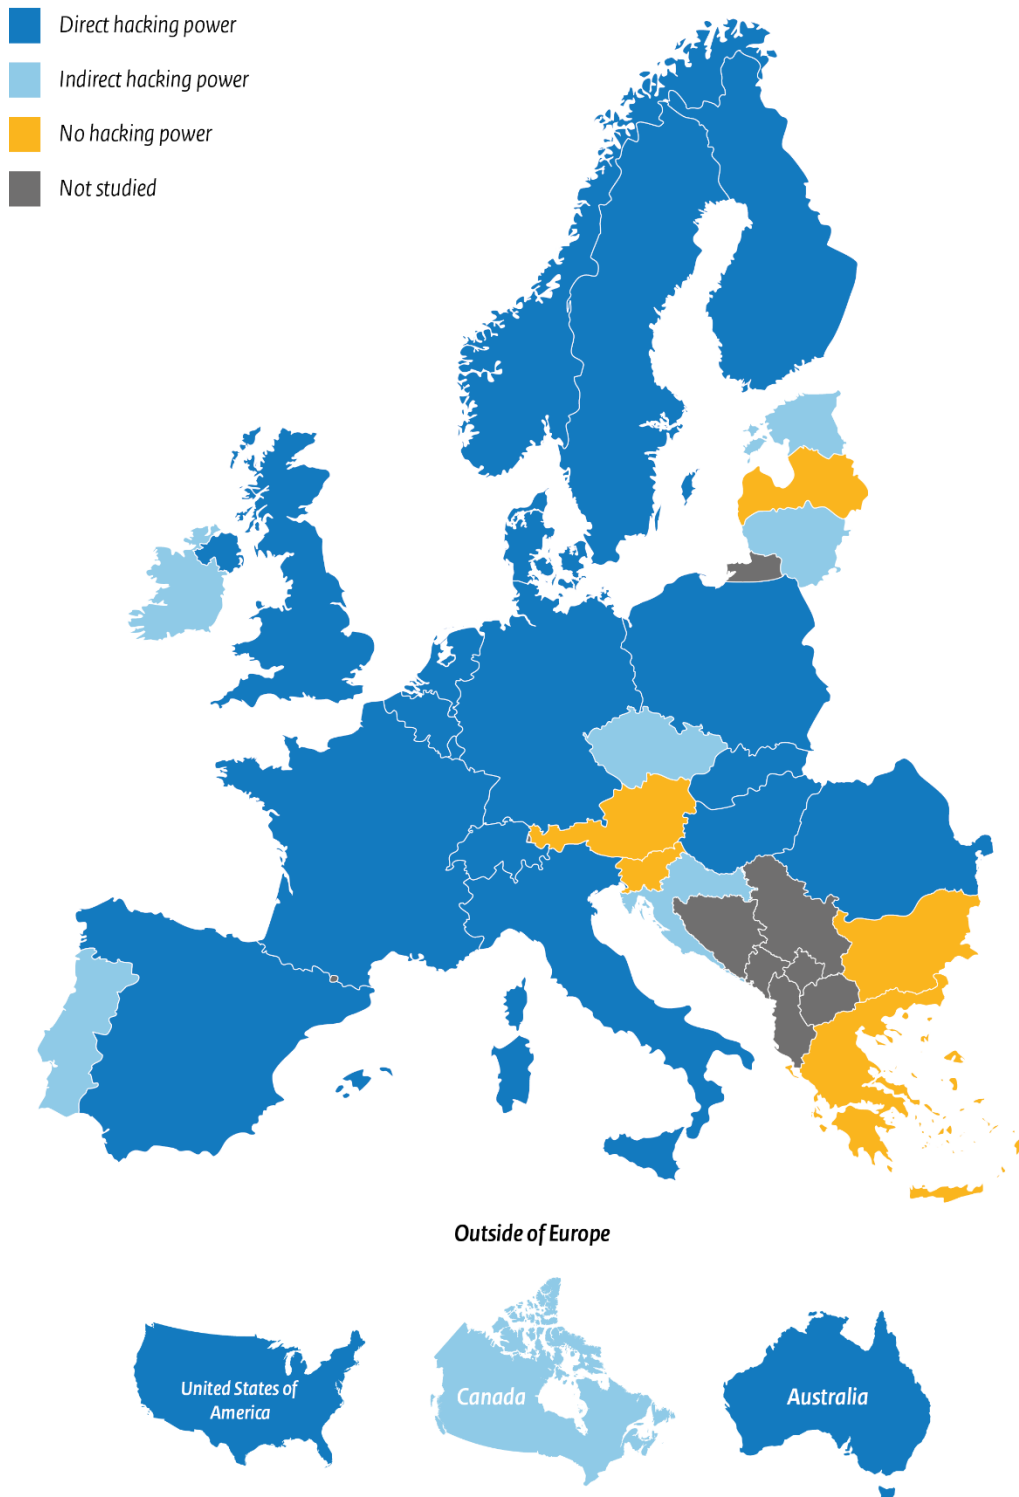 Direct hacking power
Indirect hacking power
No hacking power
Not studied
Outside of Europe
United States of
America
Canada
Australia